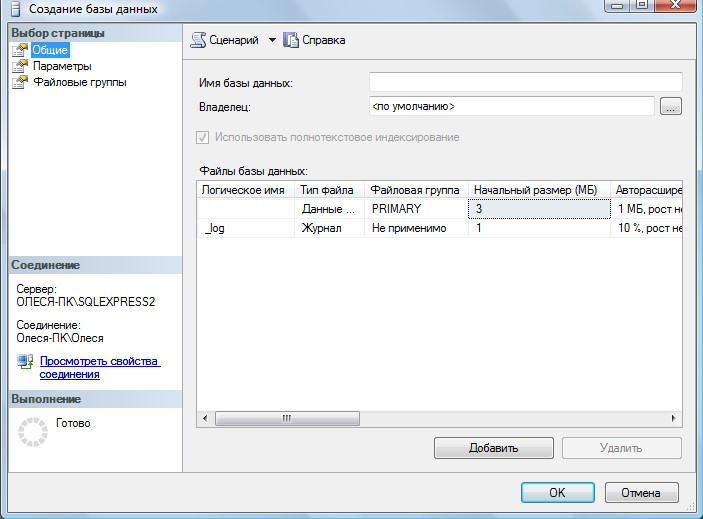 Создание базы данных
Выбор страницы
Общие
Параметры
Файловые группы
Сценарий Справка
Имя базы данных:
Владелец: <по умолчанию> ...
Использовать полнотекстовое индексирование
Файлы базы данных:
Логическое имя Тип файла Файловая группа Начальный размер (МБ) Авторасшире
Данные ... PRIMARY 3 1 МБ, рост не
_log Журнал Не применимо 1 10 %, рост не
Соединение
Сервер:
ОЛЕСЯ-ПК\SQLEXPRESS2
Соединение:
Олеся-ПК\Олеся
Просмотреть свойства
соединения
Выполнение
Готово
Добавить Удалить
OK Отмена